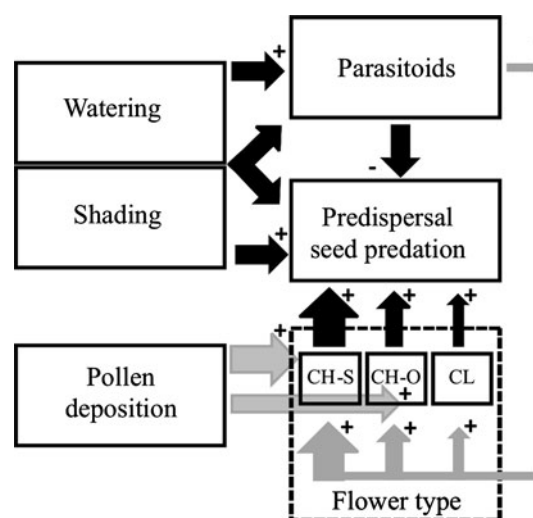 +
Parasitoids
Watering
-
Shading
+
Predispersal
seed predation
+ + +
+
Pollen
deposition
CH-S CH-O CL
+
+ + +
Flower type